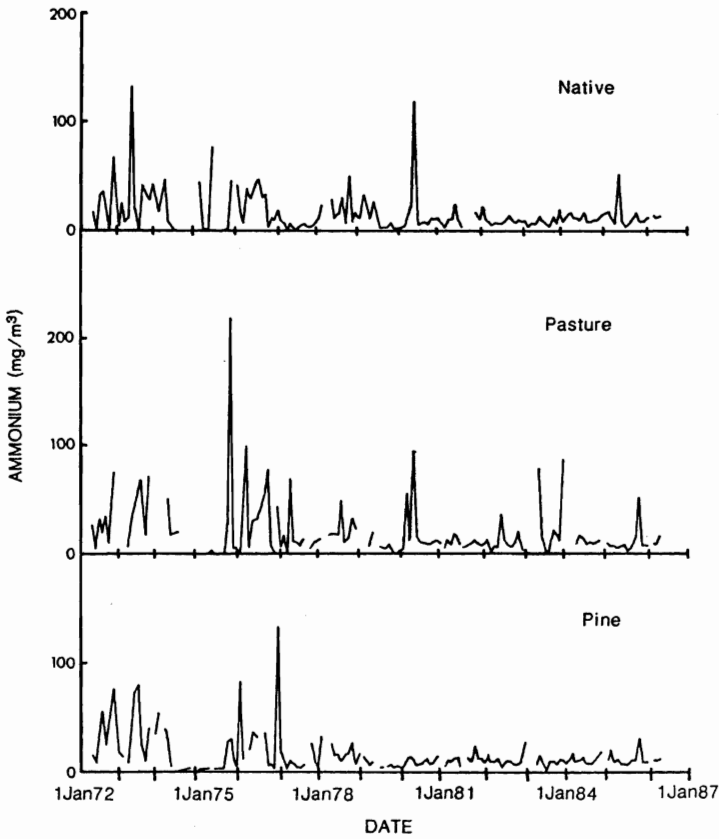 200
Native
100
0
AMMONIUM (mg/m³)
Pasture
200
100
0
Pine
100
0
1Jan72 1Jan75 1Jan78 1Jan81 1Jan84 1Jan87
DATE